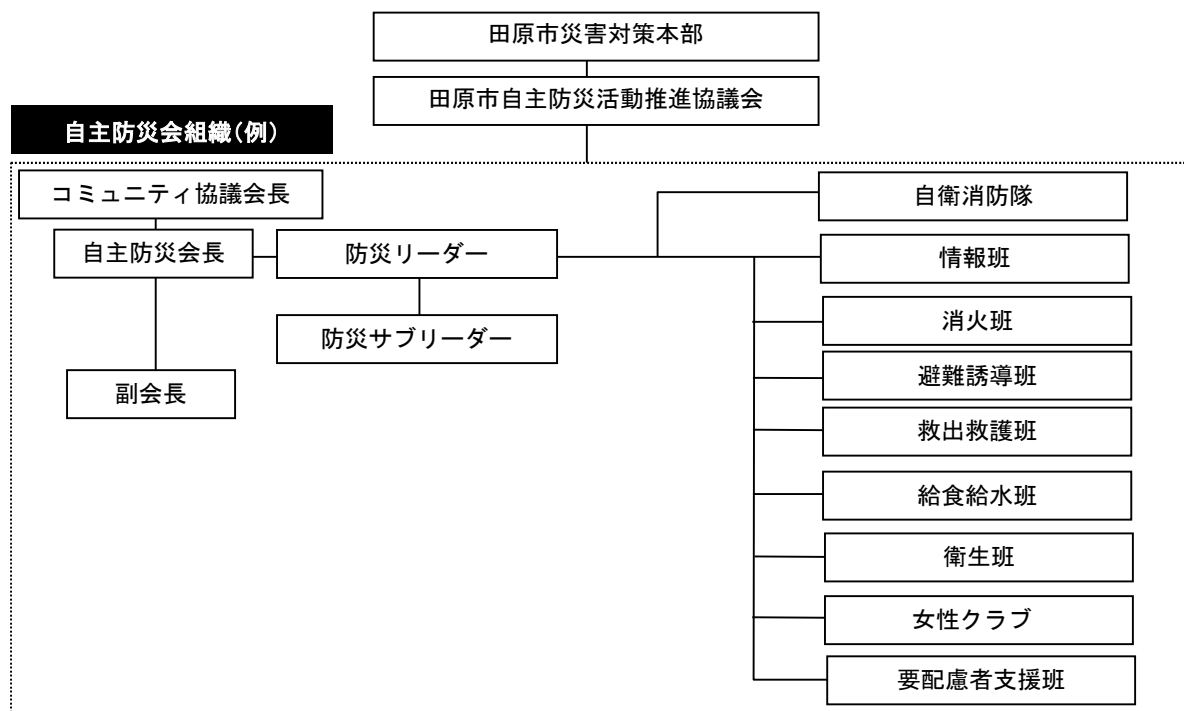 田原市災害対策本部
田原市自主防災活動推進協議会
自主防災会組織(例)
コミュニティ協議会長
自主防災会長
防災リーダー
防災サブリーダー
副会長
自衛消防隊
情報班
消火班
避難誘導班
救出救護班
給食給水班
衛生班
女性クラブ
要配慮者支援班